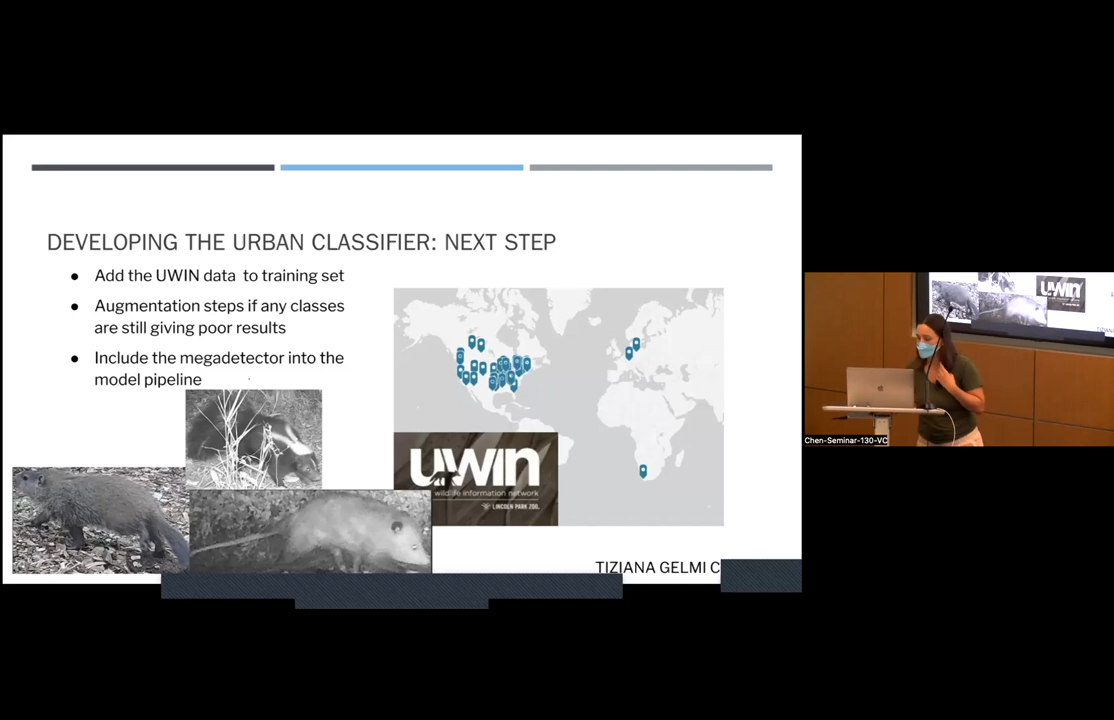 DEVELOPING THE URBAN CLASSIFIER: NEXT STEP
● Add the UWIN data to training set
● Augmentation steps if any classes
are still giving poor results
● Include the megadetector into the
model pipeline
uwin
wildlife information network
LINCOLN PARK ZOO.
TIZIANA GELMI C
uwin
Chen-Seminar-130-VC